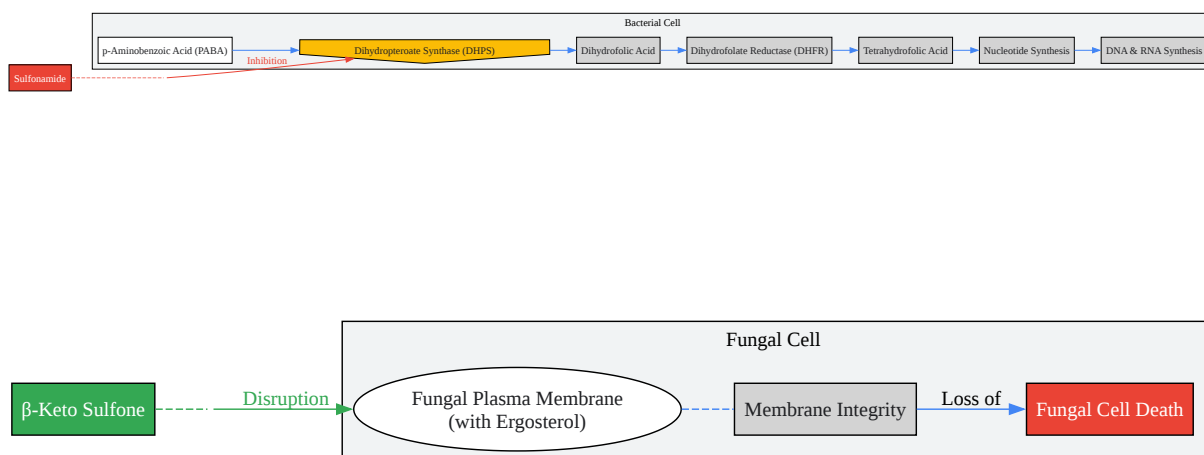 Bacterial Cell
p-Aminobenzoic Acid (PABA)
Dihydropteroate Synthase (DHPS)
Dihydrofolic Acid
Dihydrofolate Reductase (DHFR)
Tetrahydrofolic Acid
Nucleotide Synthesis
DNA & RNA Synthesis
Inhibition
Sulfonamide
Fungal Cell
β-Keto Sulfone
Disruption
Fungal Plasma Membrane
(with Ergosterol)
Membrane Integrity
Loss of
Fungal Cell Death